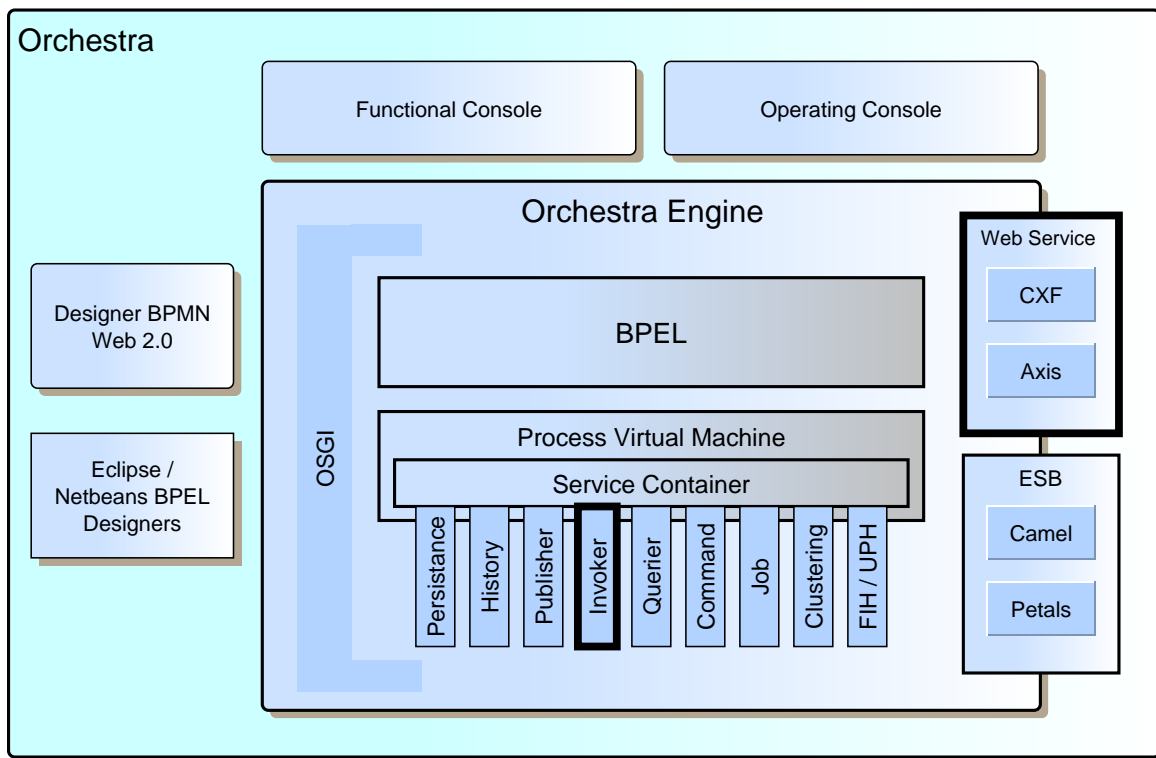 Orchestra
Functional Console
Operating Console
Orchestra Engine
Web Service
CXF
Axis
Designer BPMN
Web 2.0
BPEL
OSGI
Process Virtual Machine
Service Container
Eclipse /
Netbeans BPEL
Designers
ESB
Camel
Petals
Persistance
History
Publisher
Invoker
Querier
Command
Job
Clustering
FIH / UPH